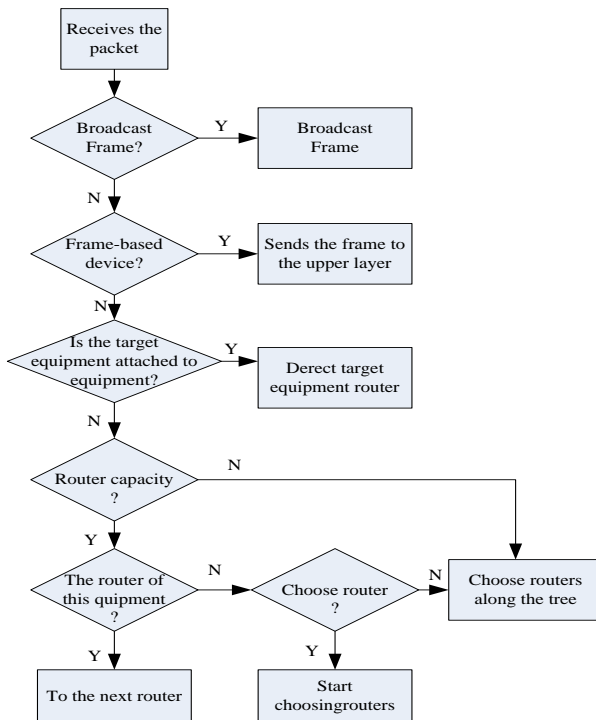 Receives the
packet
Broadcast
Frame?
Y
Broadcast
Frame
N
Frame-based
device?
Y
Sends the frame to
the upper layer
N
Is the target
equipment attached to
equipment?
Y
Derect target
equipment router
N
Router capacity
?
N
Y
The router of
this quipment
?
N
Choose router
?
N
Choose routers
along the tree
Y
Y
To the next router
Start
choosingrouters